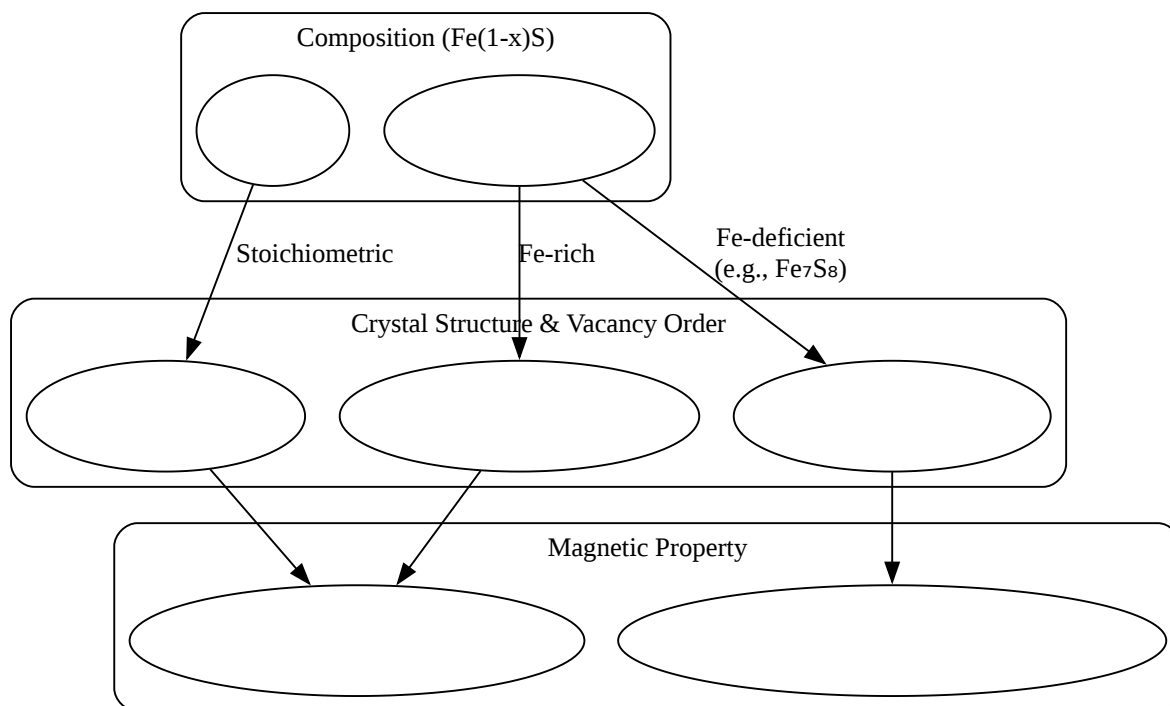 Composition (Fe(1-x)S)
Stoichiometric
Fe-rich
Fe-deficient
(e.g., Fe₇S₈)
Crystal Structure & Vacancy Order
Magnetic Property